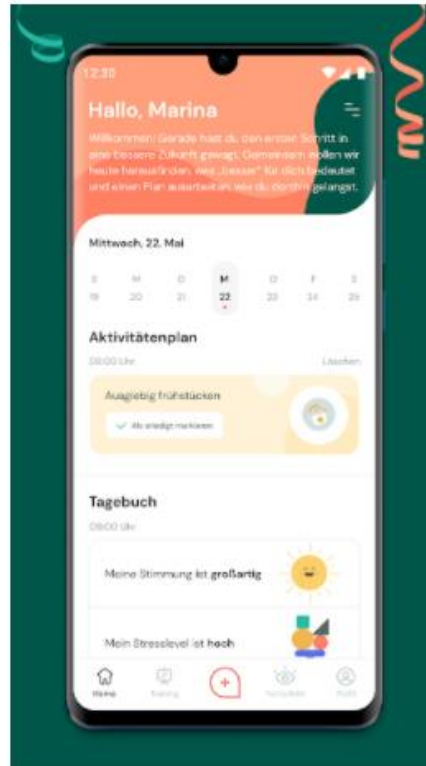 12:30
Hallo, Marina
Willkommen! Gerade hast du den ersten Schritt in
eine bessere Zukunft gewagt. Gemeinsam wollen wir
heute herausfinden, was „besser“ für dich bedeutet
und einen Plan ausarbeiten, wie du dorthin gelangst.
Mittwoch, 22. Mai
S M D M D F S
19 20 21 22 23 24 25
Aktivitätenplan
09:00 Uhr Löschen
Ausgiebig frühstücken
Als erledigt markieren
Tagebuch
09:00 Uhr
Meine Stimmung ist großartig
Mein Stresslevel ist hoch
Home Training Profil